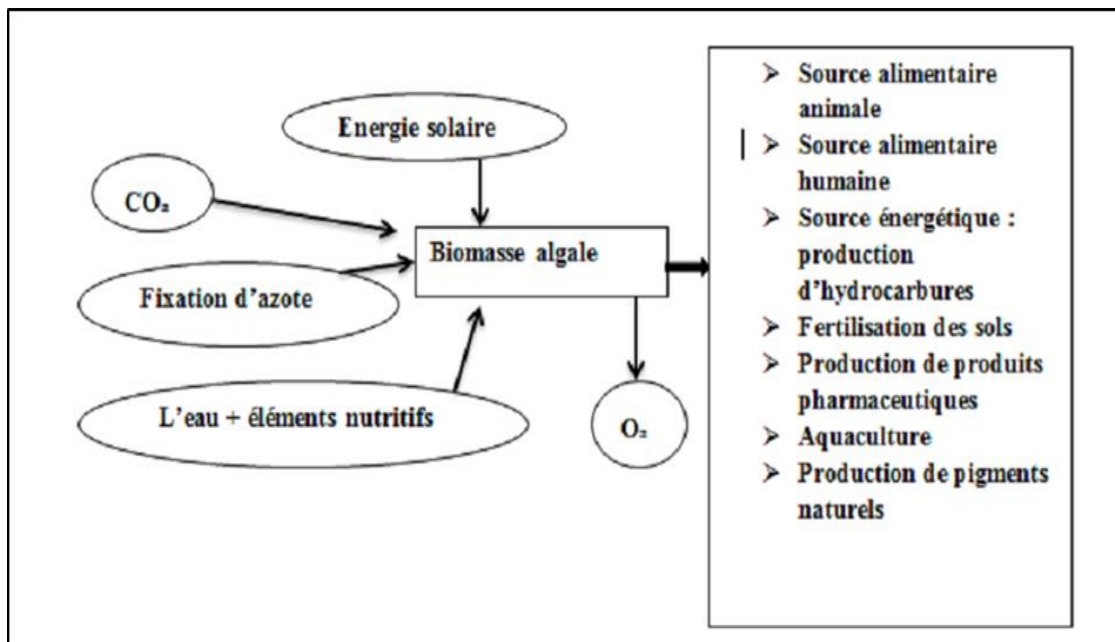 Energie solaire
CO₂
Fixation d'azote
L'eau + éléments nutritifs
Biomasse algale
O₂
➢ Source alimentaire
animale
➢ Source alimentaire
humaine
➢ Source énergétique :
production
d'hydrocarbures
➢ Fertilisation des sols
➢ Production de produits
pharmaceutiques
➢ Aquaculture
➢ Production de pigments
naturels